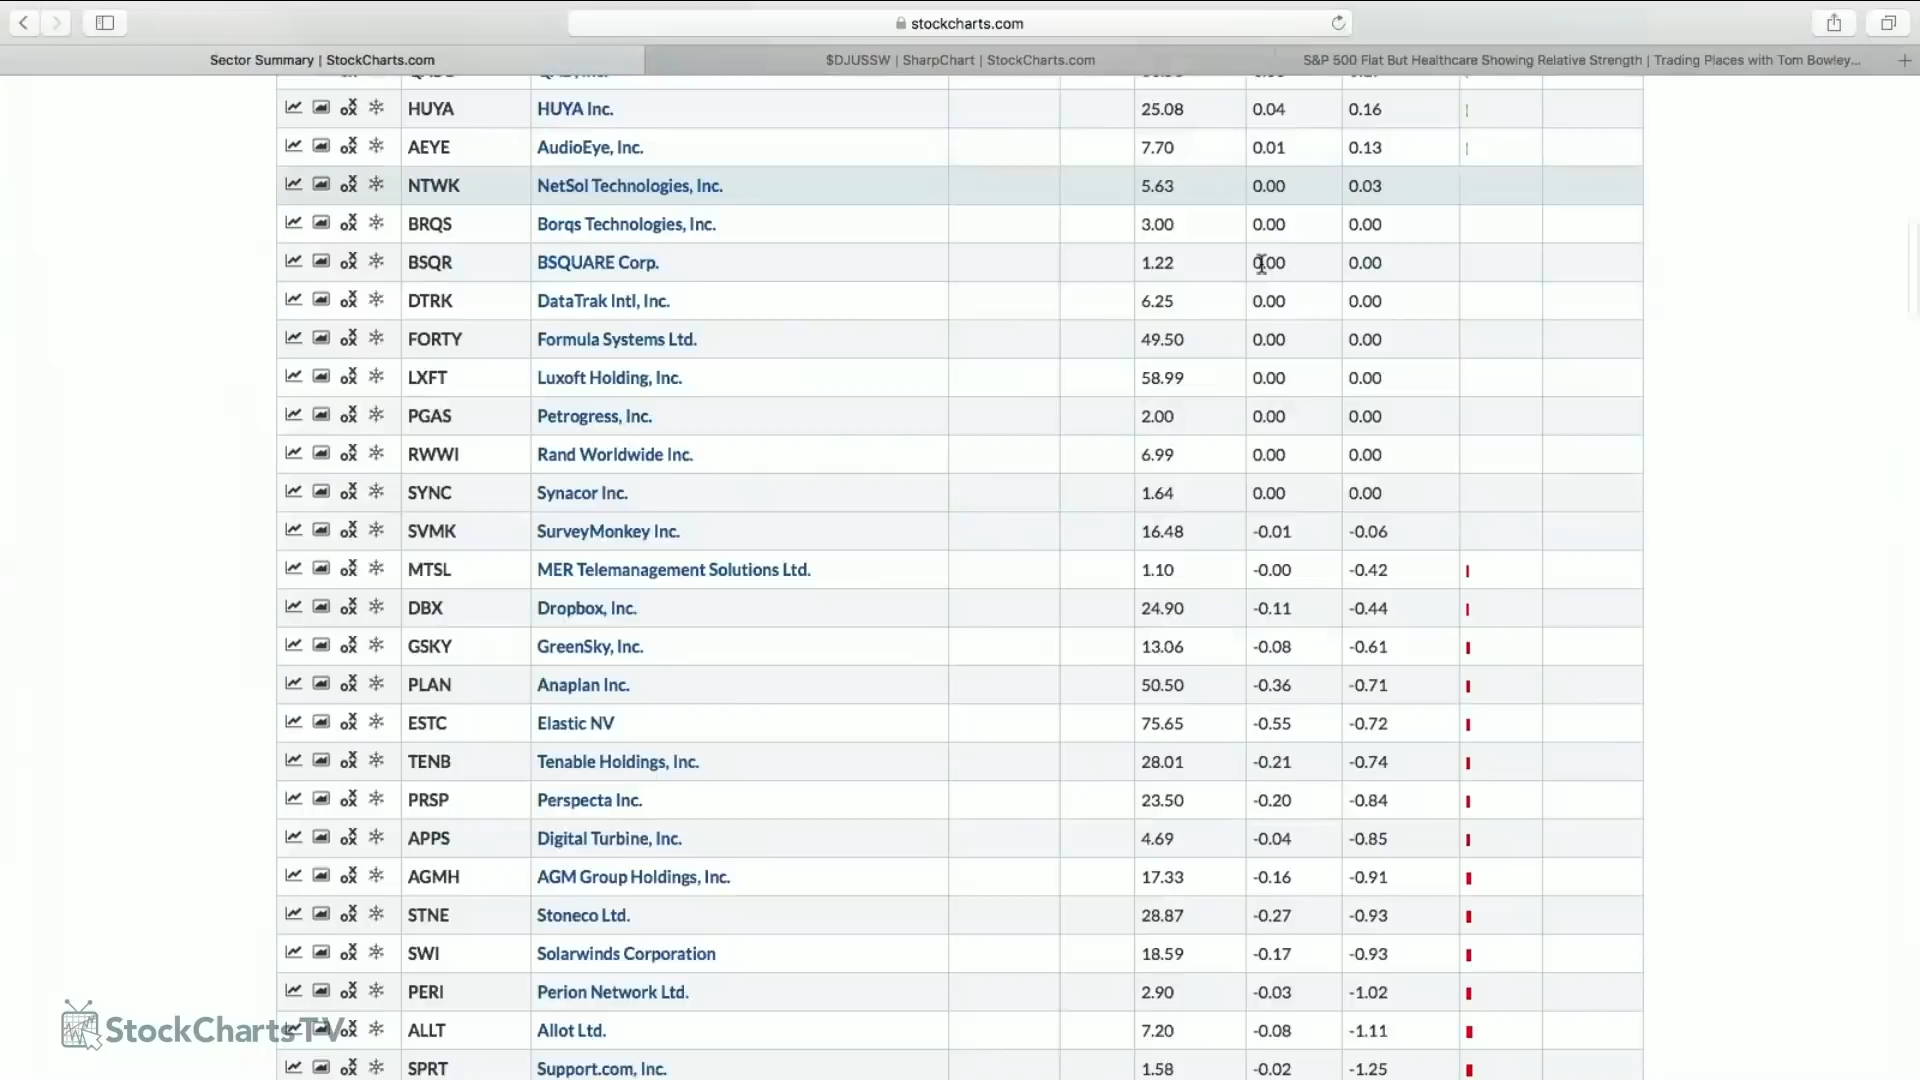 stockcharts.com
Sector Summary | StockCharts.com
$DJUSSW | SharpChart | StockCharts.com
S&P 500 Flat But Healthcare Showing Relative Strength | Trading Places with Tom Bowley...
HUYA HUYA Inc. 25.08 0.04 0.16
AEYE AudioEye, Inc. 7.70 0.01 0.13
NTWK NetSol Technologies, Inc. 5.63 0.00 0.03
BRQS Borqs Technologies, Inc. 3.00 0.00 0.00
BSQR BSQUARE Corp. 1.22 0.00 0.00
DTRK DataTrak Intl, Inc. 6.25 0.00 0.00
FORTY Formula Systems Ltd. 49.50 0.00 0.00
LXFT Luxoft Holding, Inc. 58.99 0.00 0.00
PGAS Petrogress, Inc. 2.00 0.00 0.00
RWWI Rand Worldwide Inc. 6.99 0.00 0.00
SYNC Synacor Inc. 1.64 0.00 0.00
SVMK SurveyMonkey Inc. 16.48 -0.01 -0.06
MTSL MER Telemanagement Solutions Ltd. 1.10 -0.00 -0.42
DBX Dropbox, Inc. 24.90 -0.11 -0.44
GSKY GreenSky, Inc. 13.06 -0.08 -0.61
PLAN Anaplan Inc. 50.50 -0.36 -0.71
ESTC Elastic NV 75.65 -0.55 -0.72
TENB Tenable Holdings, Inc. 28.01 -0.21 -0.74
PRSP Perspecta Inc. 23.50 -0.20 -0.84
APPS Digital Turbine, Inc. 4.69 -0.04 -0.85
AGMH AGM Group Holdings, Inc. 17.33 -0.16 -0.91
STNE Stoneco Ltd. 28.87 -0.27 -0.93
SWI Solarwinds Corporation 18.59 -0.17 -0.93
PERI Perion Network Ltd. 2.90 -0.03 -1.02
ALLT Allot Ltd. 7.20 -0.08 -1.11
SPRT Support.com, Inc. 1.58 -0.02 -1.25
StockChartsTV